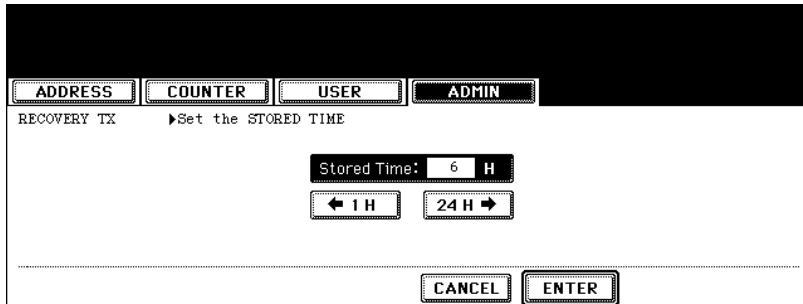 ADDRESS COUNTER USER ADMIN
RECOVERY TX ▶Set the STORED TIME
Stored Time: 6 H
🡄 1 H 24 H 🡆
CANCEL ENTER